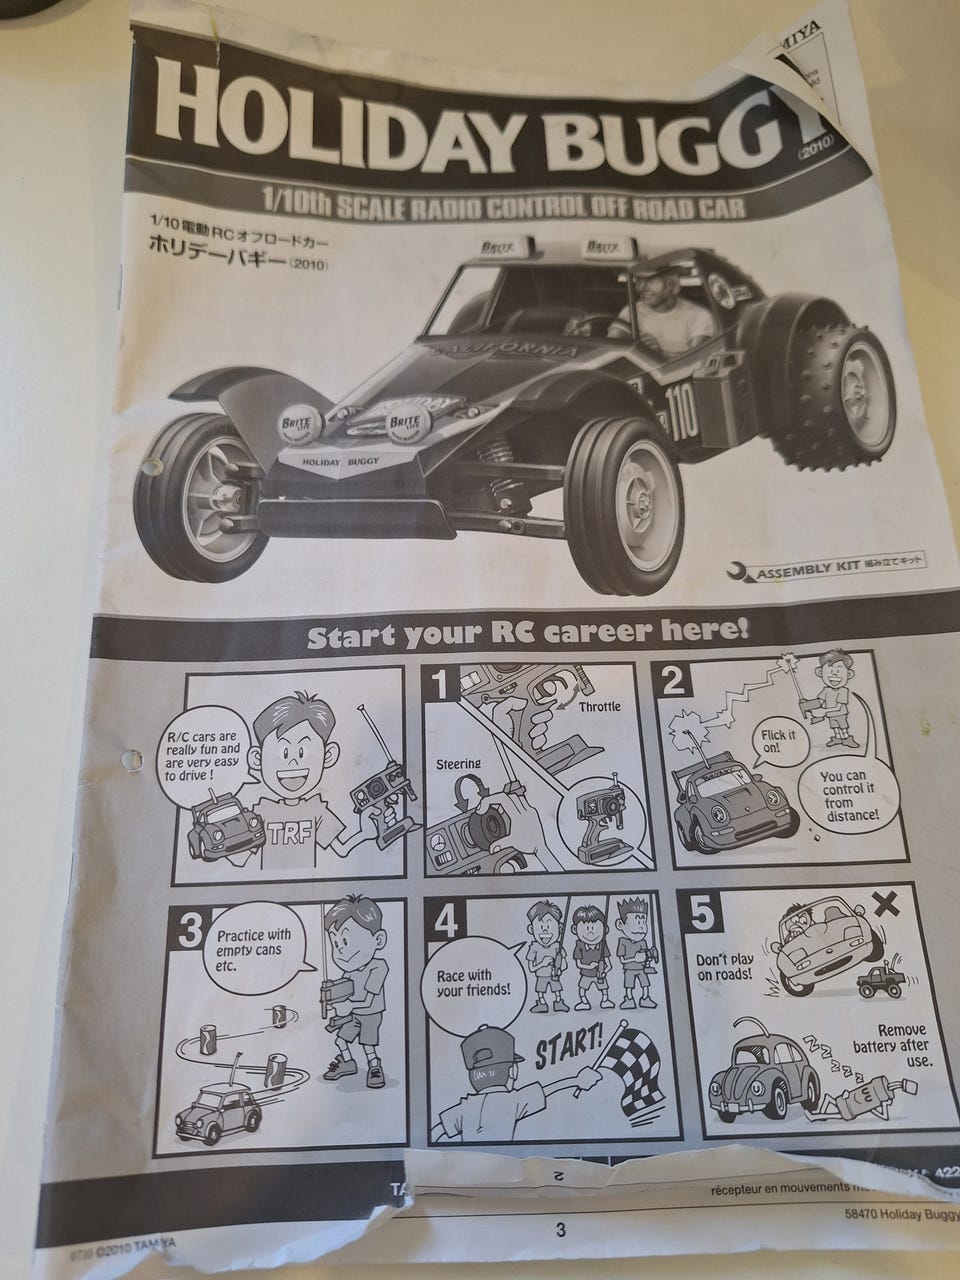 HOLIDAY BUGGY
(2010)
1/10th SCALE RADIO CONTROL OFF ROAD CAR
1/10 電動RCオフロードカー
ホリデーバギー(2010)
BRITE
BRITE
CALIFORNIA
110
HOLIDAY
BRITE
LITE
BRITE
LITE
HOLIDAY BUGGY
ASSEMBLY KIT 組み立てキット
Start your RC career here!
R/C cars are
really fun and
are very easy
to drive !
TRF
1
Throttle
Steering
2
Flick it
on!
You can
control it
from
distance!
3
Practice with
empty cans
etc.
4
Race with
your friends!
START!
5
Don't play
on roads!
Remove
battery after
use.
2
récepteur en mouvements
3
58470 Holiday Buggy
©2010 TAMIYA